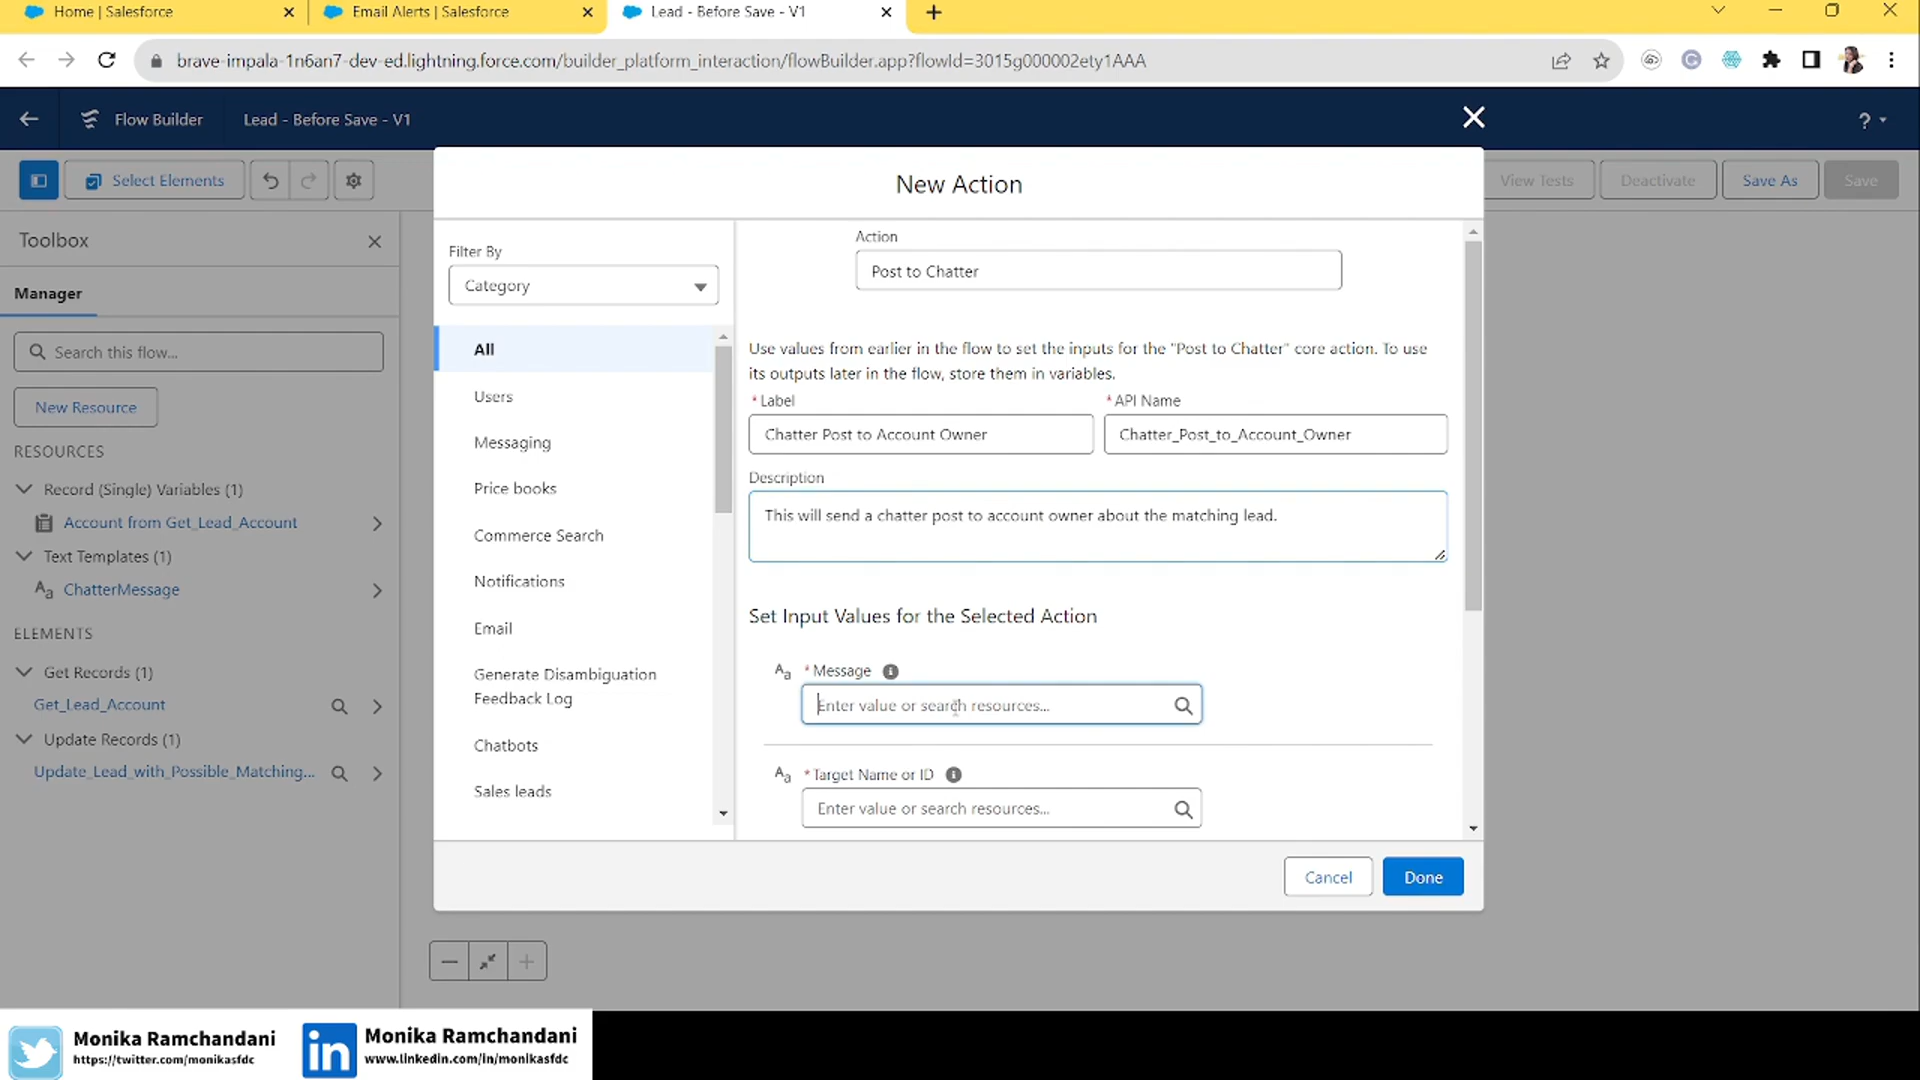 Home | Salesforce
Email Alerts | Salesforce
Lead - Before Save - V1
brave-impala-1n6an7-dev-ed.lightning.force.com/builder_platform_interaction/flowBuilder.app?flowId=3015g000002ety1AAA
Flow Builder
Lead - Before Save - V1
?
Select Elements
View Tests
Deactivate
Save As
Save
New Action
Toolbox
Manager
Search this flow...
New Resource
RESOURCES
Record (Single) Variables (1)
Account from Get_Lead_Account
Text Templates (1)
Aa ChatterMessage
ELEMENTS
Get Records (1)
Get_Lead_Account
Update Records (1)
Update_Lead_with_Possible_Matching...
Filter By
Category
All
Users
Messaging
Price books
Commerce Search
Notifications
Email
Generate Disambiguation
Feedback Log
Chatbots
Sales leads
Action
Post to Chatter
Use values from earlier in the flow to set the inputs for the "Post to Chatter" core action. To use
its outputs later in the flow, store them in variables.
* Label
* API Name
Chatter Post to Account Owner
Chatter_Post_to_Account_Owner
Description
This will send a chatter post to account owner about the matching lead.
Set Input Values for the Selected Action
Aa * Message
Enter value or search resources...
Aa * Target Name or ID
Enter value or search resources...
Cancel
Done
Monika Ramchandani
https://twitter.com/monikasfdc
in
Monika Ramchandani
www.linkedin.com/in/monikasfdc